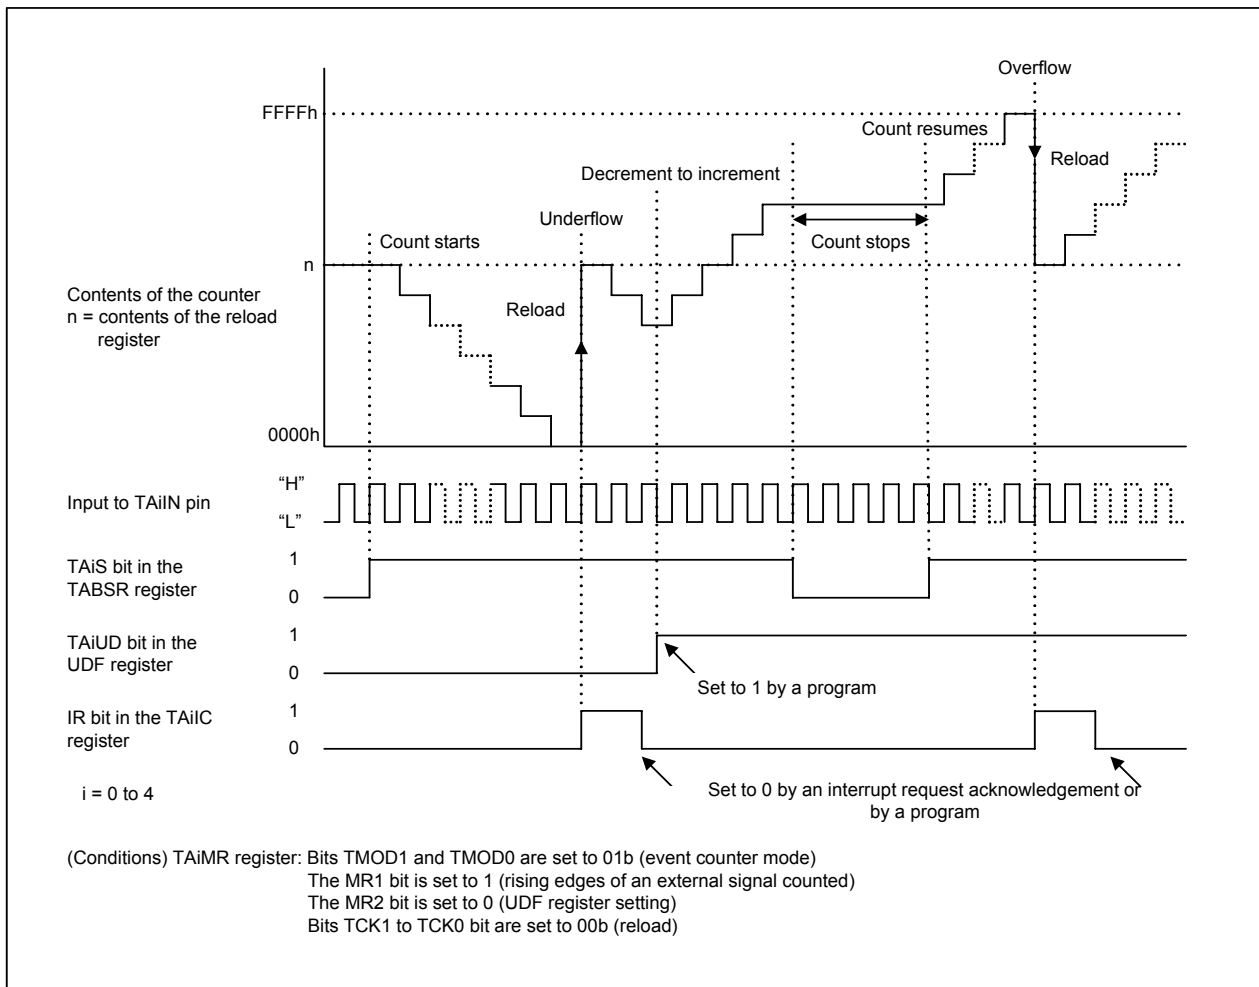 Overflow
FFFFh
Count resumes
Reload
Decrement to increment
Underflow
Count starts
Count stops
n
Contents of the counter
n = contents of the reload
register
Reload
0000h
“H”
Input to TAiIN pin
“L”
TAiS bit in the
TABSR register
1
0
TAiUD bit in the
UDF register
1
0
Set to 1 by a program
IR bit in the TAiIC
register
1
0
i = 0 to 4
Set to 0 by an interrupt request acknowledgement or
by a program
(Conditions) TAiMR register: Bits TMOD1 and TMOD0 are set to 01b (event counter mode)
The MR1 bit is set to 1 (rising edges of an external signal counted)
The MR2 bit is set to 0 (UDF register setting)
Bits TCK1 to TCK0 bit are set to 00b (reload)